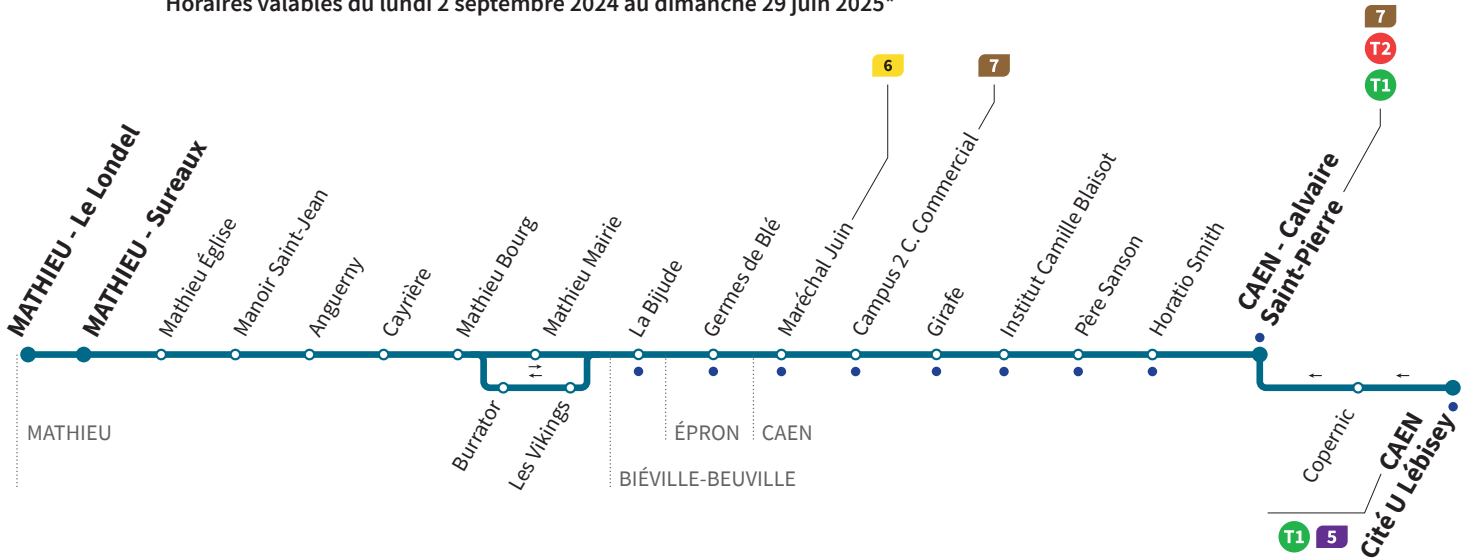 Horaires valables du lundi 2 septembre 2024 au dimanche 29 juin 2025*
7
T2
T1
6
7
MATHIEU - Le Londel
MATHIEU - Sureaux
Mathieu Église
Manoir Saint-Jean
Anguerny
Cayrière
Mathieu Bourg
Mathieu Mairie
La Bijude
Germes de Blé
Maréchal Juin
Campus 2 C. Commercial
Girafe
Institut Camille Blaisot
Père Sanson
Horatio Smith
CAEN - Calvaire
Saint-Pierre
Burrator
Les Vikings
Copernic
CAEN
Cité U Lébisey
MATHIEU
ÉPRON
CAEN
BIÉVILLE-BEUVILLE
T1
5